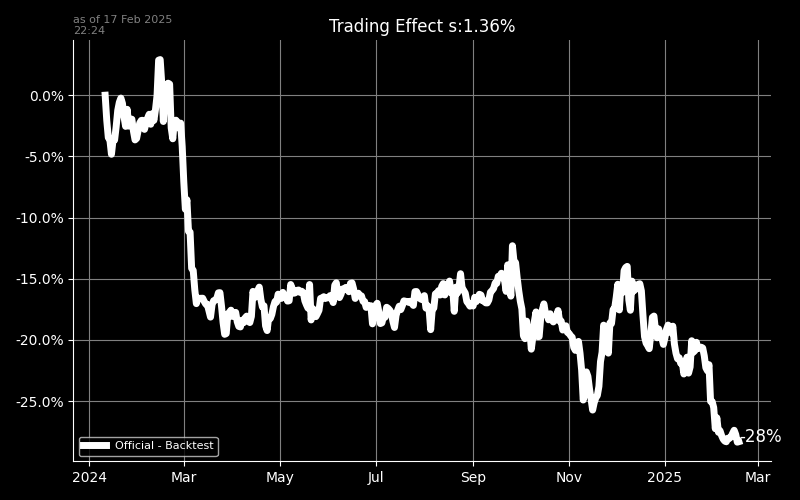 as of 17 Feb 2025
22:24
Trading Effect s:1.36%
0.0%
-5.0%
-10.0%
-15.0%
-20.0%
-25.0%
-28%
Official - Backtest
2024 Mar May Jul Sep Nov 2025 Mar